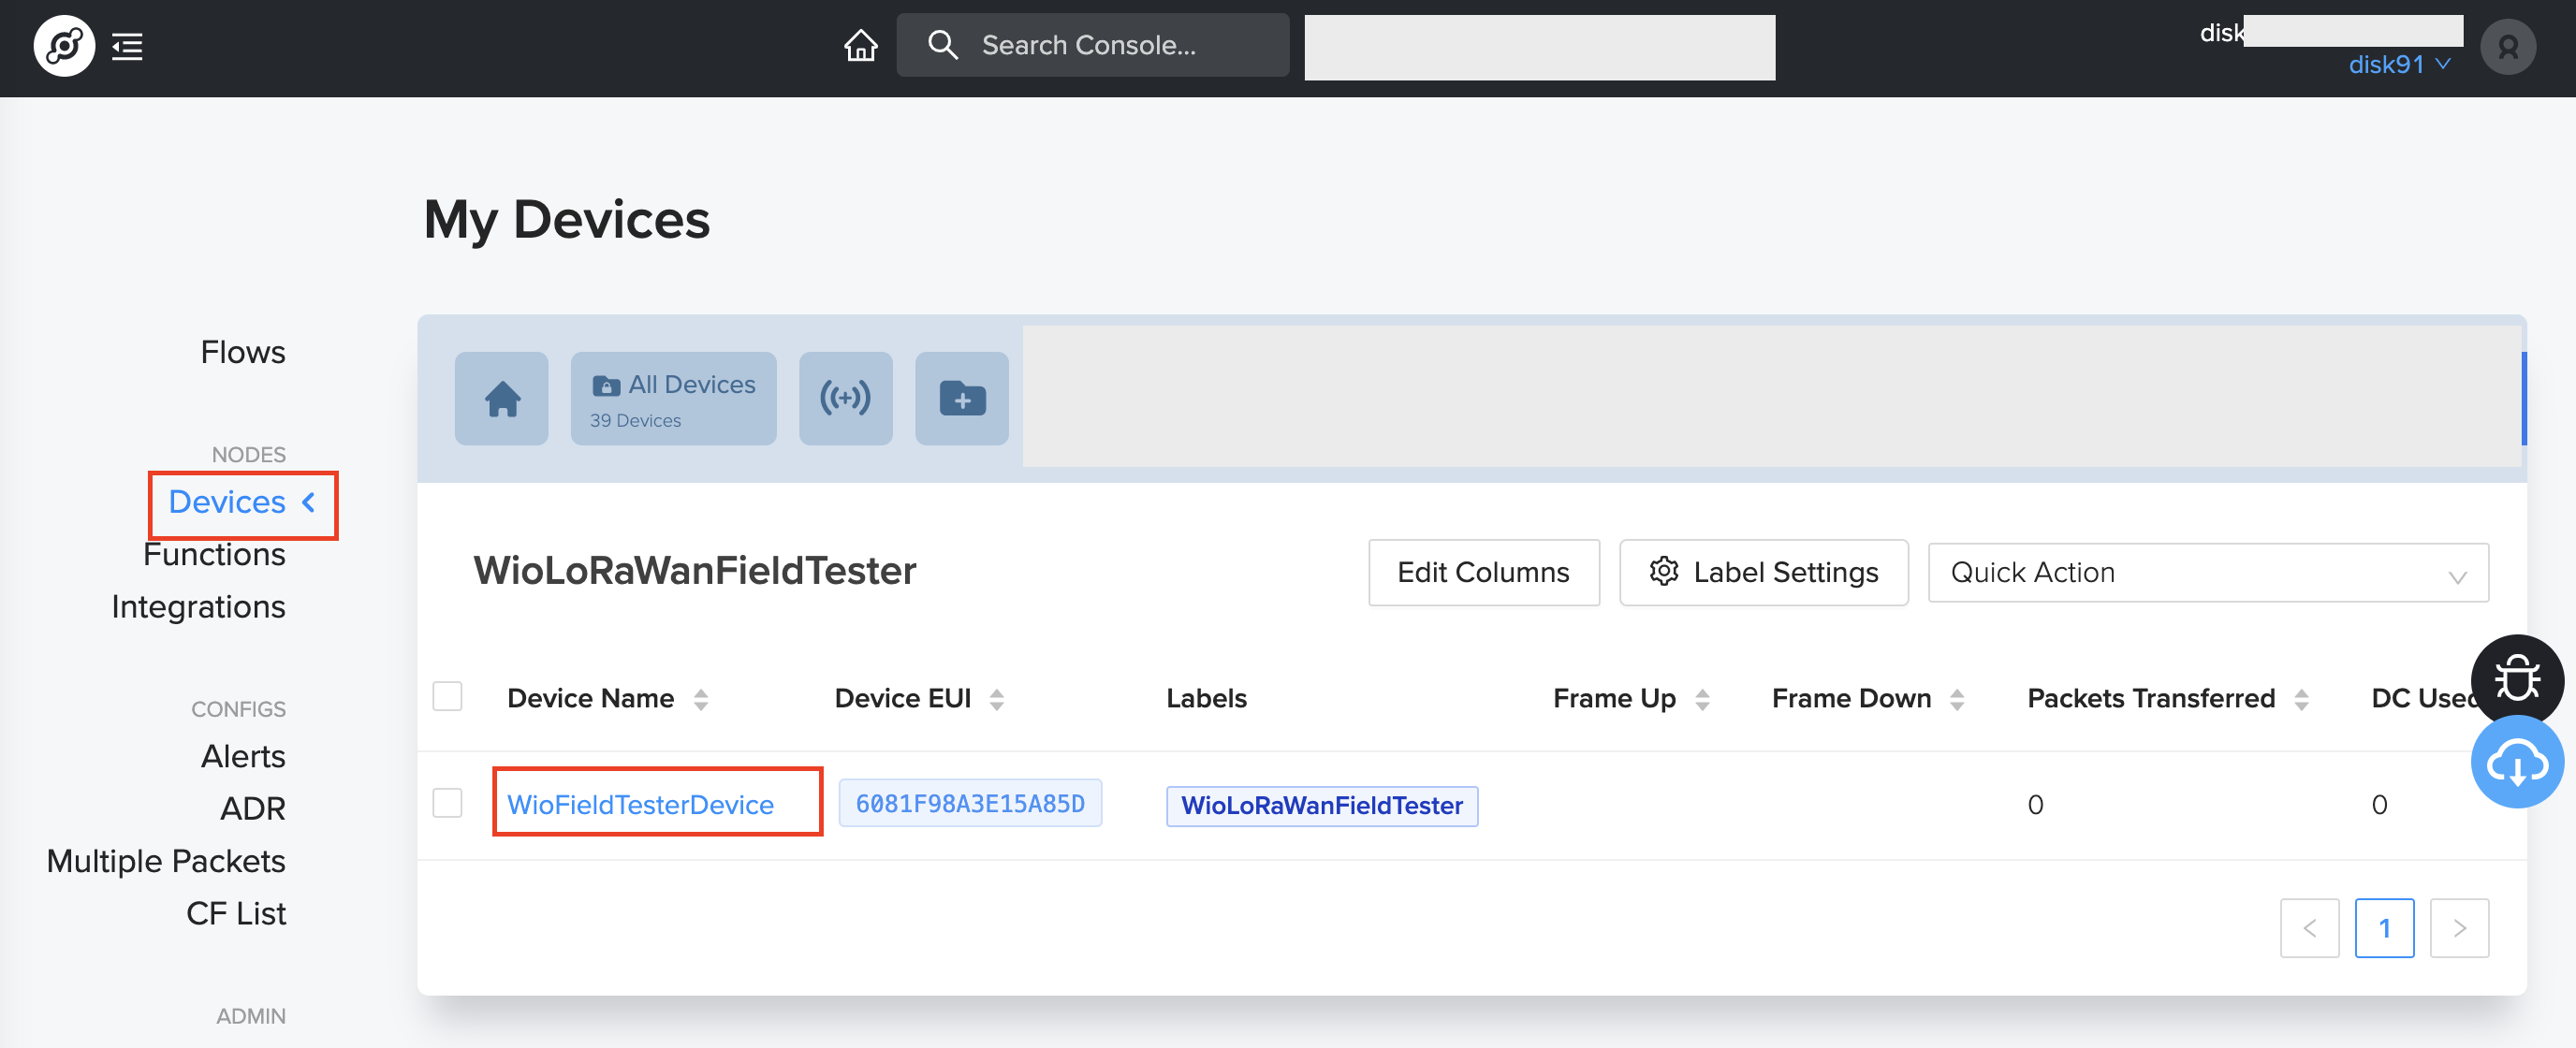 Search Console...
disk
disk91
My Devices
Flows
NODES
Devices
Functions
Integrations
CONFIGS
Alerts
ADR
Multiple Packets
CF List
ADMIN
All Devices
39 Devices
WioLoRaWanFieldTester
Edit Columns
Label Settings
Quick Action
Device Name
Device EUI
Labels
Frame Up
Frame Down
Packets Transferred
DC Used
WioFieldTesterDevice
6081F98A3E15A85D
WioLoRaWanFieldTester
0
0
1